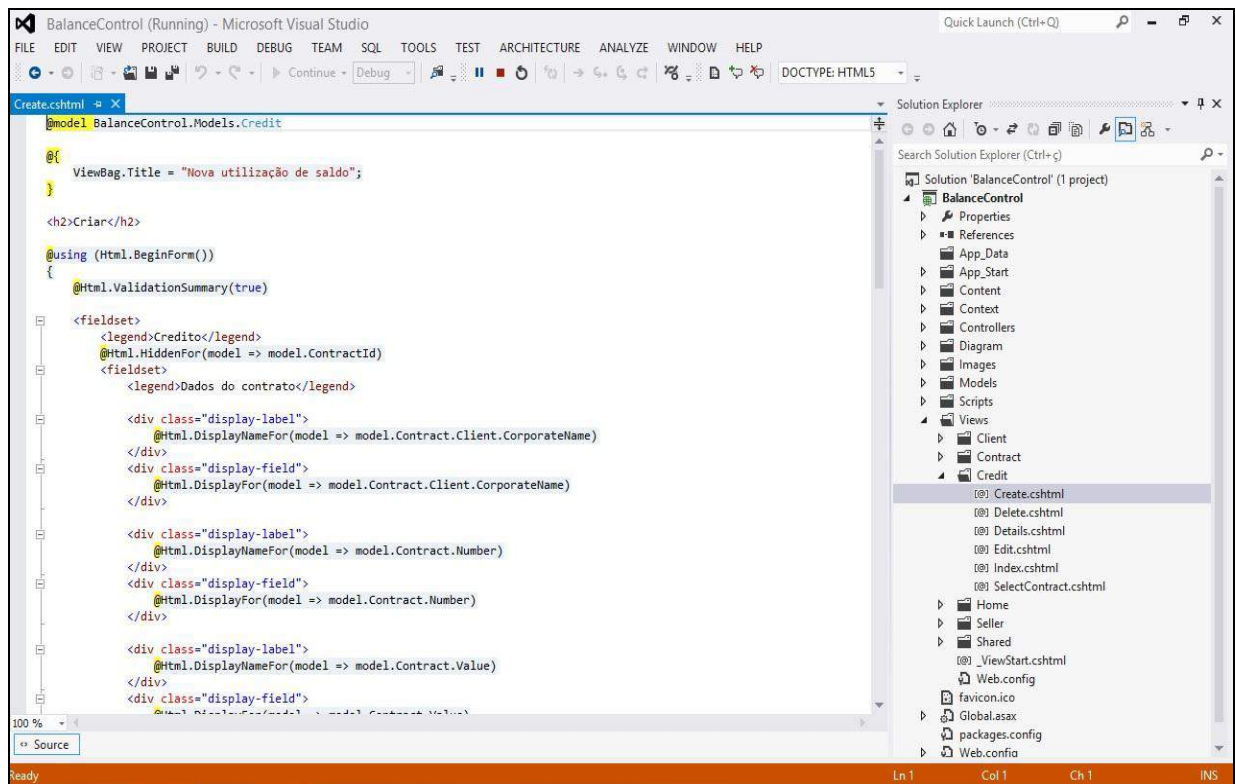 BalanceControl (Running) - Microsoft Visual Studio
Quick Launch (Ctrl+Q)
FILE EDIT VIEW PROJECT BUILD DEBUG TEAM SQL TOOLS TEST ARCHITECTURE ANALYZE WINDOW HELP
Continue Debug DOCTYPE: HTML5
Create.cshtml
@model BalanceControl.Models.Credit
@{
ViewBag.Title = "Nova utilização de saldo";
}
<h2>Criar</h2>
@using (Html.BeginForm())
{
@Html.ValidationSummary(true)
<fieldset>
<legend>Credito</legend>
@Html.HiddenFor(model => model.ContractId)
<fieldset>
<legend>Dados do contrato</legend>
<div class="display-label">
@Html.DisplayNameFor(model => model.Contract.Client.CorporateName)
</div>
<div class="display-field">
@Html.DisplayFor(model => model.Contract.Client.CorporateName)
</div>
<div class="display-label">
@Html.DisplayNameFor(model => model.Contract.Number)
</div>
<div class="display-field">
@Html.DisplayFor(model => model.Contract.Number)
</div>
<div class="display-label">
@Html.DisplayNameFor(model => model.Contract.Value)
</div>
<div class="display-field">
@Html.DisplayFor(model => model.Contract.Value)
100 %
Source
Solution Explorer
Search Solution Explorer (Ctrl+ç)
Solution 'BalanceControl' (1 project)
BalanceControl
Properties
References
App_Data
App_Start
Content
Context
Controllers
Diagram
Images
Models
Scripts
Views
Client
Contract
Credit
Create.cshtml
Delete.cshtml
Details.cshtml
Edit.cshtml
Index.cshtml
SelectContract.cshtml
Home
Seller
Shared
_ViewStart.cshtml
Web.config
favicon.ico
Global.asax
packages.config
Web.config
Ready
Ln 1 Col 1 Ch 1 INS